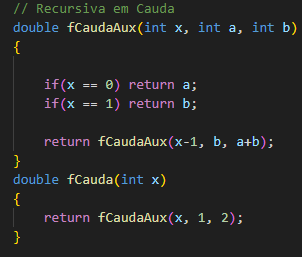 // Recursiva em Cauda
double fCaudaAux(int x, int a, int b)
{
if(x == 0) return a;
if(x == 1) return b;
return fCaudaAux(x-1, b, a+b);
}
double fCauda(int x)
{
return fCaudaAux(x, 1, 2);
}